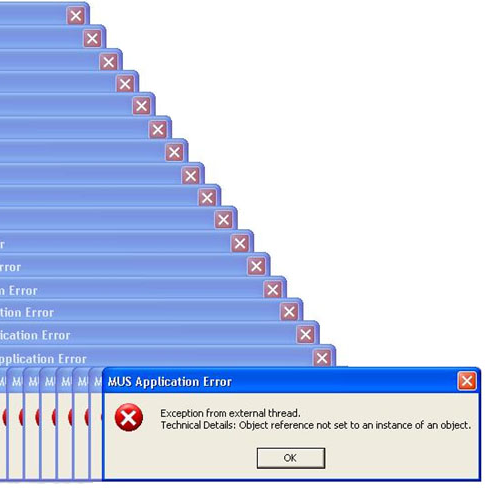 r
rror
n Error
tion Error
ication Error
pplication Error
MUS Application Error
Exception from external thread.
Technical Details: Object reference not set to an instance of an object.
OK